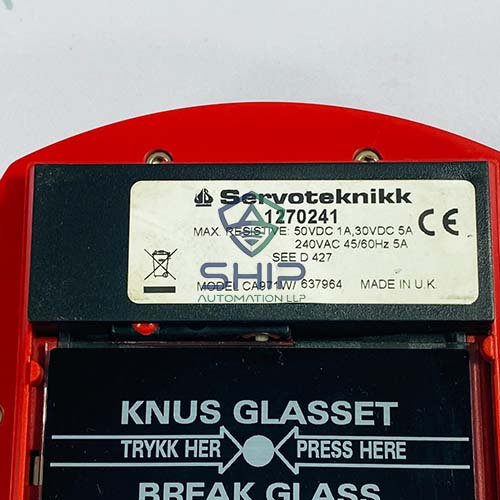 Servoteknikk
1270241
MAX. RESISTIVE: 50VDC 1A,30VDC 5A
240VAC 45/60Hz 5A
SEE D 427
CE
SHIP
AUTOMATION LLP
MODEL CA971W/ 637964 MADE IN U.K.
KNUS GLASSET
TRYKK HER PRESS HERE
BREAK GLASS